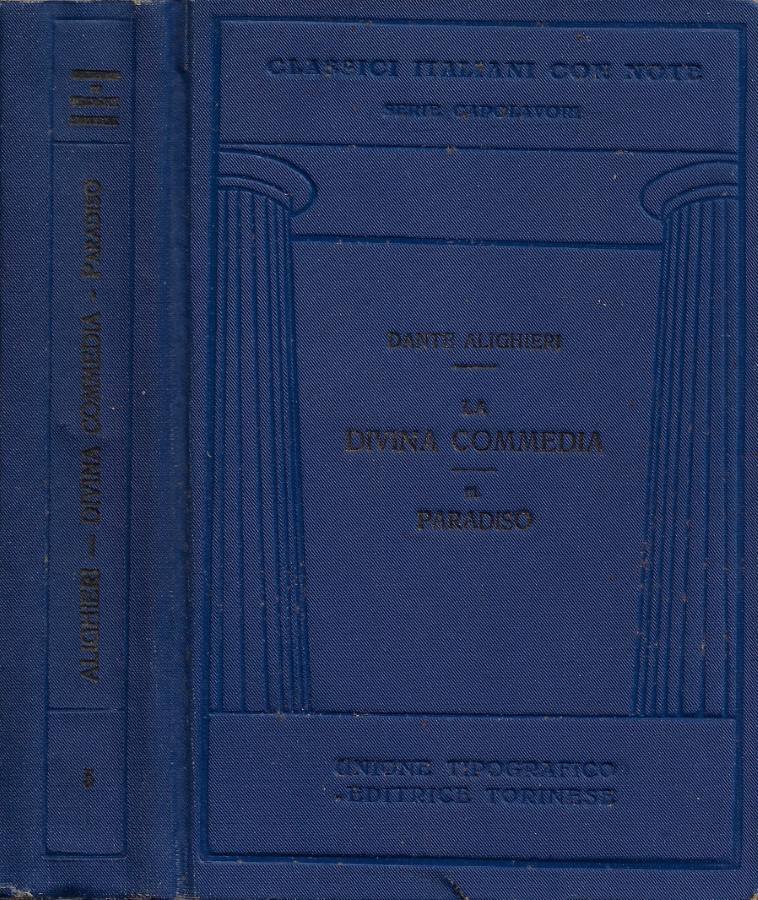 ALIGHIERI — DIVINA COMMEDIA - PARADISO
CLASSICI ITALIANI CON NOTE
SERIE CAPOLAVORI
DANTE ALIGHIERI
LA
DIVINA COMMEDIA
IL
PARADISO
UNIONE TIPOGRAFICO
-EDITRICE TORINESE